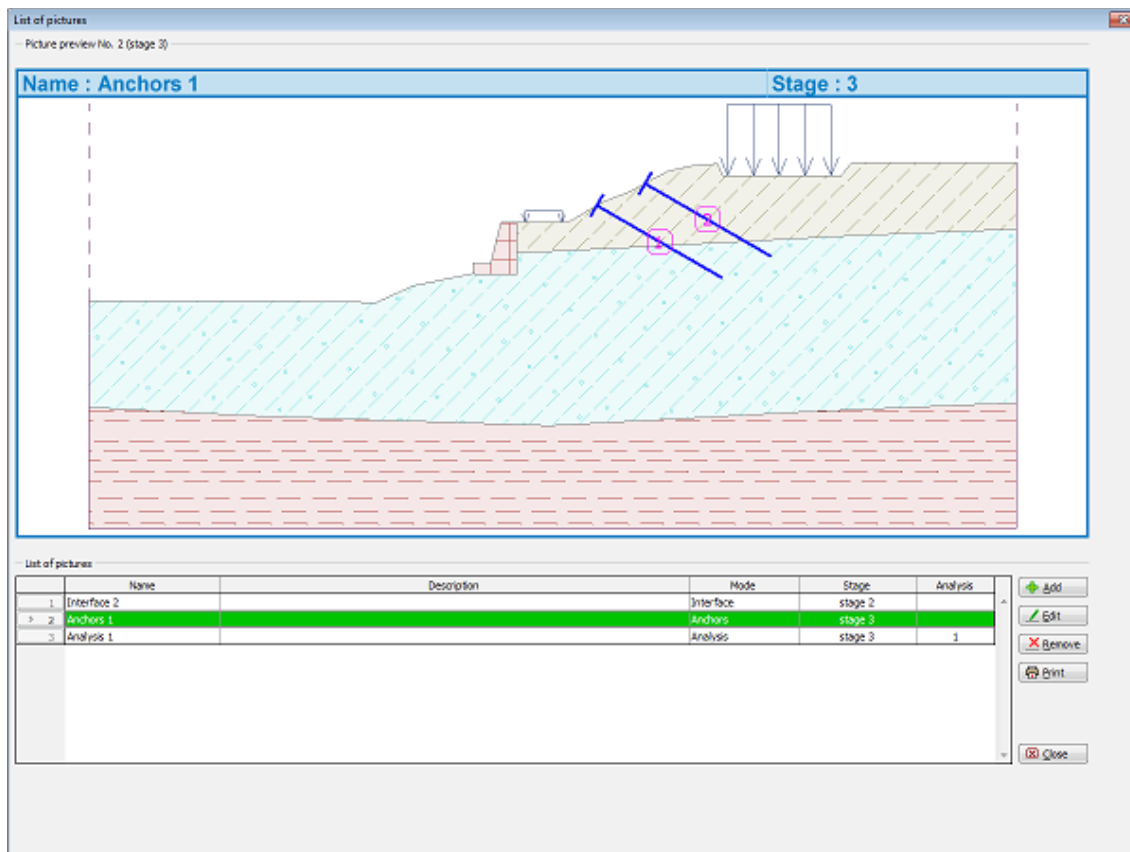 List of pictures
Picture preview No. 2 (stage 3)
Name : Anchors 1 Stage : 3
2
1
List of pictures
Name Description Mode Stage Analysis
1 Interface 2 Interface stage 2
> 2 Anchors 1 Anchors stage 3
3 Analysis 1 Analysis stage 3 1
Add
Edit
Remove
Print
Close